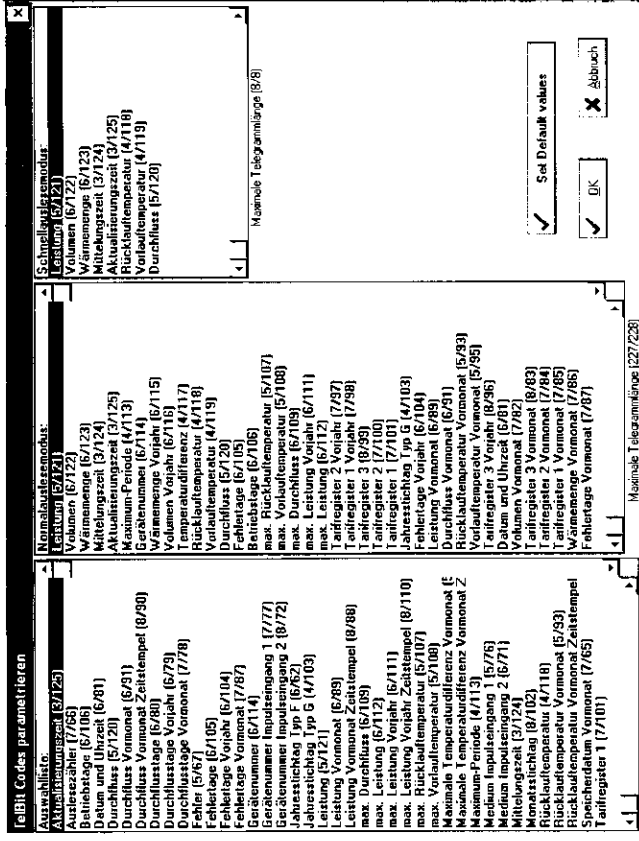 TelBit Codes parametrieren
Auswahlliste:
Aktualisierungszeit [3/125]
Auslesezähler [7/66]
Betriebstage [6/106]
Datum und Uhrzeit [6/81]
Durchfluss [5/120]
Durchfluss Vormonat [6/91]
Durchfluss Vormonat Zeitstempel [8/90]
Durchflusstage [6/80]
Durchflusstage Vorjahr [6/79]
Durchflusstage Vormonat [7/78]
Fehler [5/67]
Fehlertage [6/105]
Fehlertage Vorjahr [6/104]
Fehlertage Vormonat [7/87]
Gerätenummer [6/114]
Gerätenummer Impulseingang 1 [7/77]
Gerätenummer Impulseingang 2 [8/72]
Jahresstichtag Typ F [6/62]
Jahresstichtag Typ G [4/103]
Leistung [5/121]
Leistung Vormonat [6/89]
Leistung Vormonat Zeitstempel [8/88]
max. Durchfluss [6/109]
max. Leistung [6/112]
max. Leistung Vorjahr [6/111]
max. Leistung Vorjahr Zeitstempel [8/110]
max. Rücklauftemperatur [5/107]
max. Vorlauftemperatur [5/108]
Maximale Temperaturdifferenz Vormonat [5
Maximale Temperaturdifferenz Vormonat Z
Maximum-Periode [4/113]
Medium Impulseingang 1 [5/76]
Medium Impulseingang 2 [6/71]
Mittelungszeit [3/124]
Monatsstichtag [8/102]
Rücklauftemperatur [4/118]
Rücklauftemperatur Vormonat [5/93]
Rücklauftemperatur Vormonat Zeitstempel
Speicherdatum Vormonat [7/65]
Tarifregister 1 [7/101]
Normalauslesemodus:
Leistung [5/121]
Volumen [6/122]
Wärmemenge [6/123]
Mittelungszeit [3/124]
Aktualisierungszeit [3/125]
Maximum-Periode [4/113]
Gerätenummer [6/114]
Wärmemenge Vorjahr [6/115]
Volumen Vorjahr [6/116]
Temperaturdifferenz [4/117]
Rücklauftemperatur [4/118]
Vorlauftemperatur [4/119]
Durchfluss [5/120]
Fehlertage [6/105]
Betriebstage [6/106]
max. Rücklauftemperatur [5/107]
max. Vorlauftemperatur [5/108]
max. Durchfluss [6/109]
max. Leistung Vorjahr [6/111]
max. Leistung [6/112]
Tarifregister 2 Vorjahr [7/97]
Tarifregister 1 Vorjahr [7/98]
Tarifregister 3 [8/99]
Tarifregister 2 [7/100]
Tarifregister 1 [7/101]
Jahresstichtag Typ G [4/103]
Fehlertage Vorjahr [6/104]
Leistung Vormonat [6/89]
Durchfluss Vormonat [6/91]
Rücklauftemperatur Vormonat [5/93]
Vorlauftemperatur Vormonat [5/95]
Tarifregister 3 Vorjahr [8/96]
Datum und Uhrzeit [6/81]
Volumen Vormonat [7/82]
Tarifregister 3 Vormonat [8/83]
Tarifregister 2 Vormonat [7/84]
Tarifregister 1 Vormonat [7/85]
Wärmemenge Vormonat [7/86]
Fehlertage Vormonat [7/87]
Maximale Telegrammlänge [227/228]
Schnellauslesemodus:
Leistung [5/121]
Volumen [6/122]
Wärmemenge [6/123]
Mittelungszeit [3/124]
Aktualisierungszeit [3/125]
Rücklauftemperatur [4/118]
Vorlauftemperatur [4/119]
Durchfluss [5/120]
Maximale Telegrammlänge [8/8]
Set Default values
OK
Abbruch